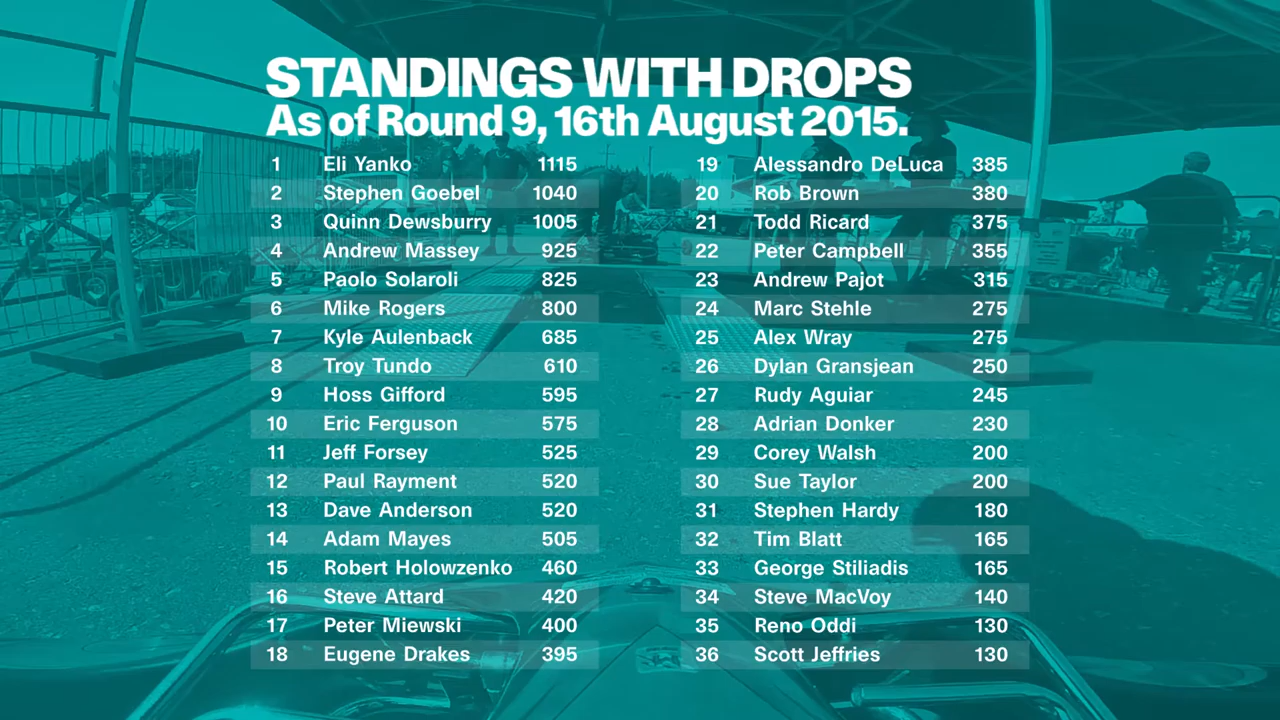 STANDINGS WITH DROPS
As of Round 9, 16th August 2015.
1 Eli Yanko 1115
2 Stephen Goebel 1040
3 Quinn Dewsburry 1005
4 Andrew Massey 925
5 Paolo Solaroli 825
6 Mike Rogers 800
7 Kyle Aulenback 685
8 Troy Tundo 610
9 Hoss Gifford 595
10 Eric Ferguson 575
11 Jeff Forsey 525
12 Paul Rayment 520
13 Dave Anderson 520
14 Adam Mayes 505
15 Robert Holowzenko 460
16 Steve Attard 420
17 Peter Miewski 400
18 Eugene Drakes 395
19 Alessandro DeLuca 385
20 Rob Brown 380
21 Todd Ricard 375
22 Peter Campbell 355
23 Andrew Pajot 315
24 Marc Stehle 275
25 Alex Wray 275
26 Dylan Gransjean 250
27 Rudy Aguiar 245
28 Adrian Donker 230
29 Corey Walsh 200
30 Sue Taylor 200
31 Stephen Hardy 180
32 Tim Blatt 165
33 George Stiliadis 165
34 Steve MacVoy 140
35 Reno Oddi 130
36 Scott Jeffries 130